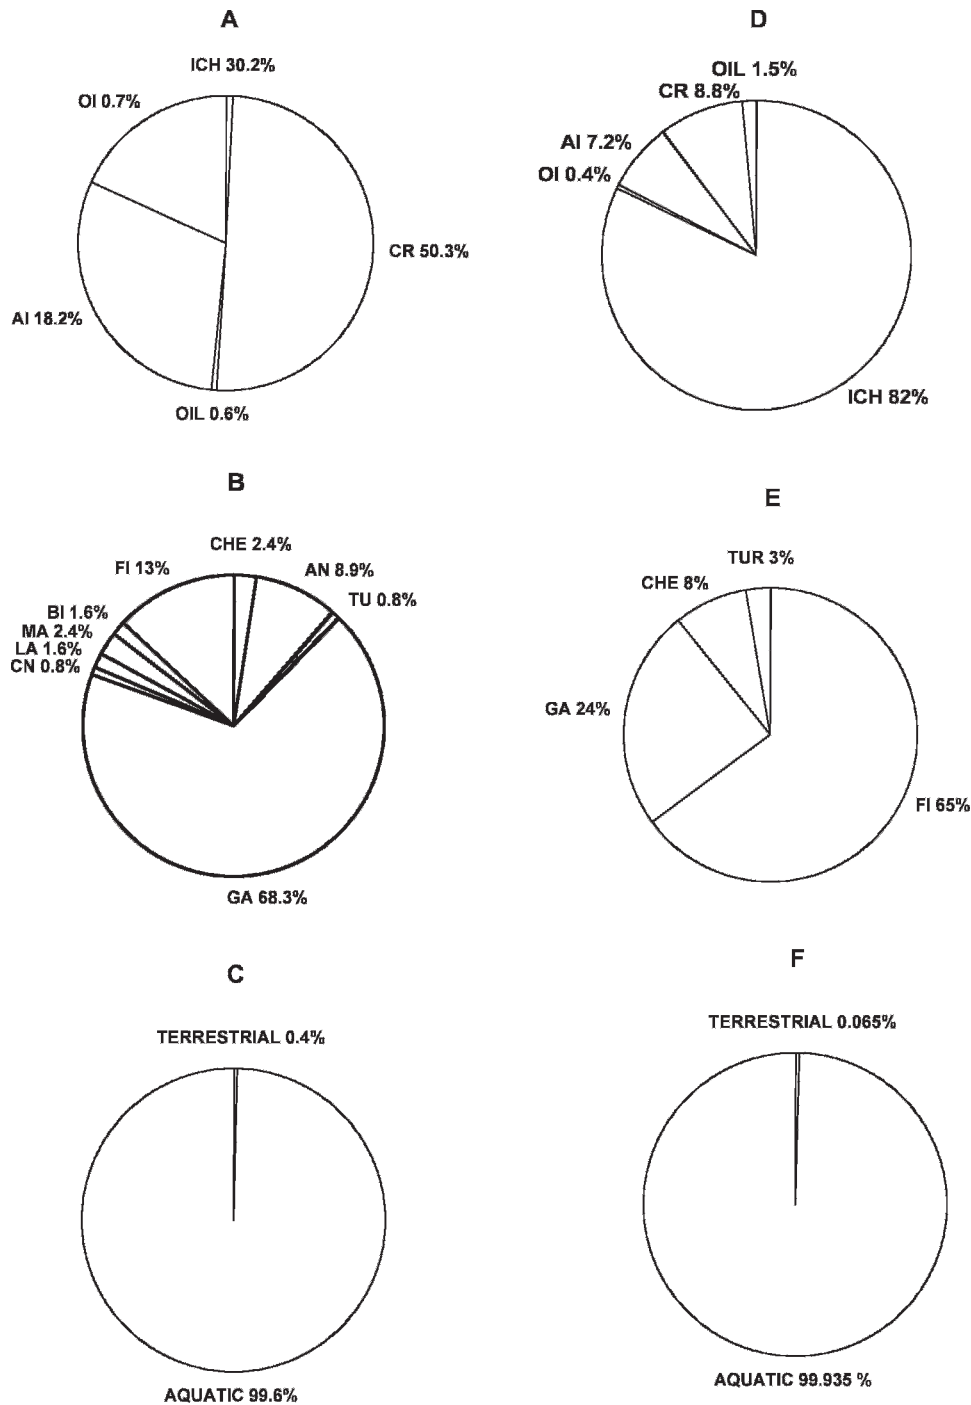 A
ICH 30.2%
OI 0.7%
CR 50.3%
AI 18.2%
OIL 0.6%
D
OIL 1.5%
CR 8.8%
AI 7.2%
OI 0.4%
ICH 82%
B
CHE 2.4%
FI 13%
AN 8.9%
TU 0.8%
BI 1.6%
MA 2.4%
LA 1.6%
CN 0.8%
GA 68.3%
E
TUR 3%
CHE 8%
GA 24%
FI 65%
C
TERRESTRIAL 0.4%
AQUATIC 99.6%
F
TERRESTRIAL 0.065%
AQUATIC 99.935 %